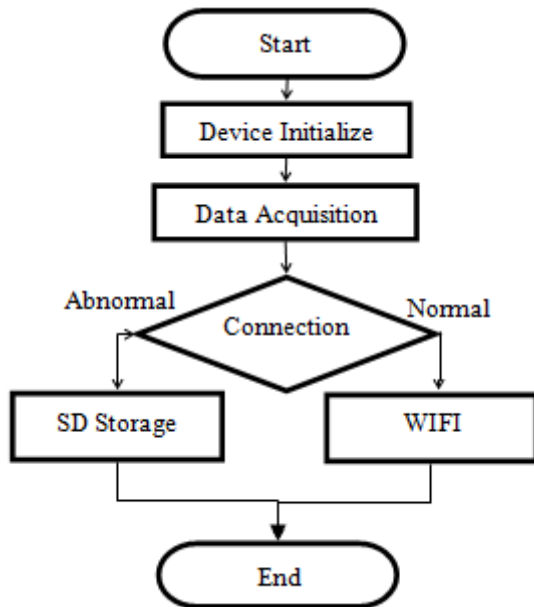 Start
Device Initialize
Data Acquisition
Abnormal
Connection
Normal
SD Storage
WIFI
End